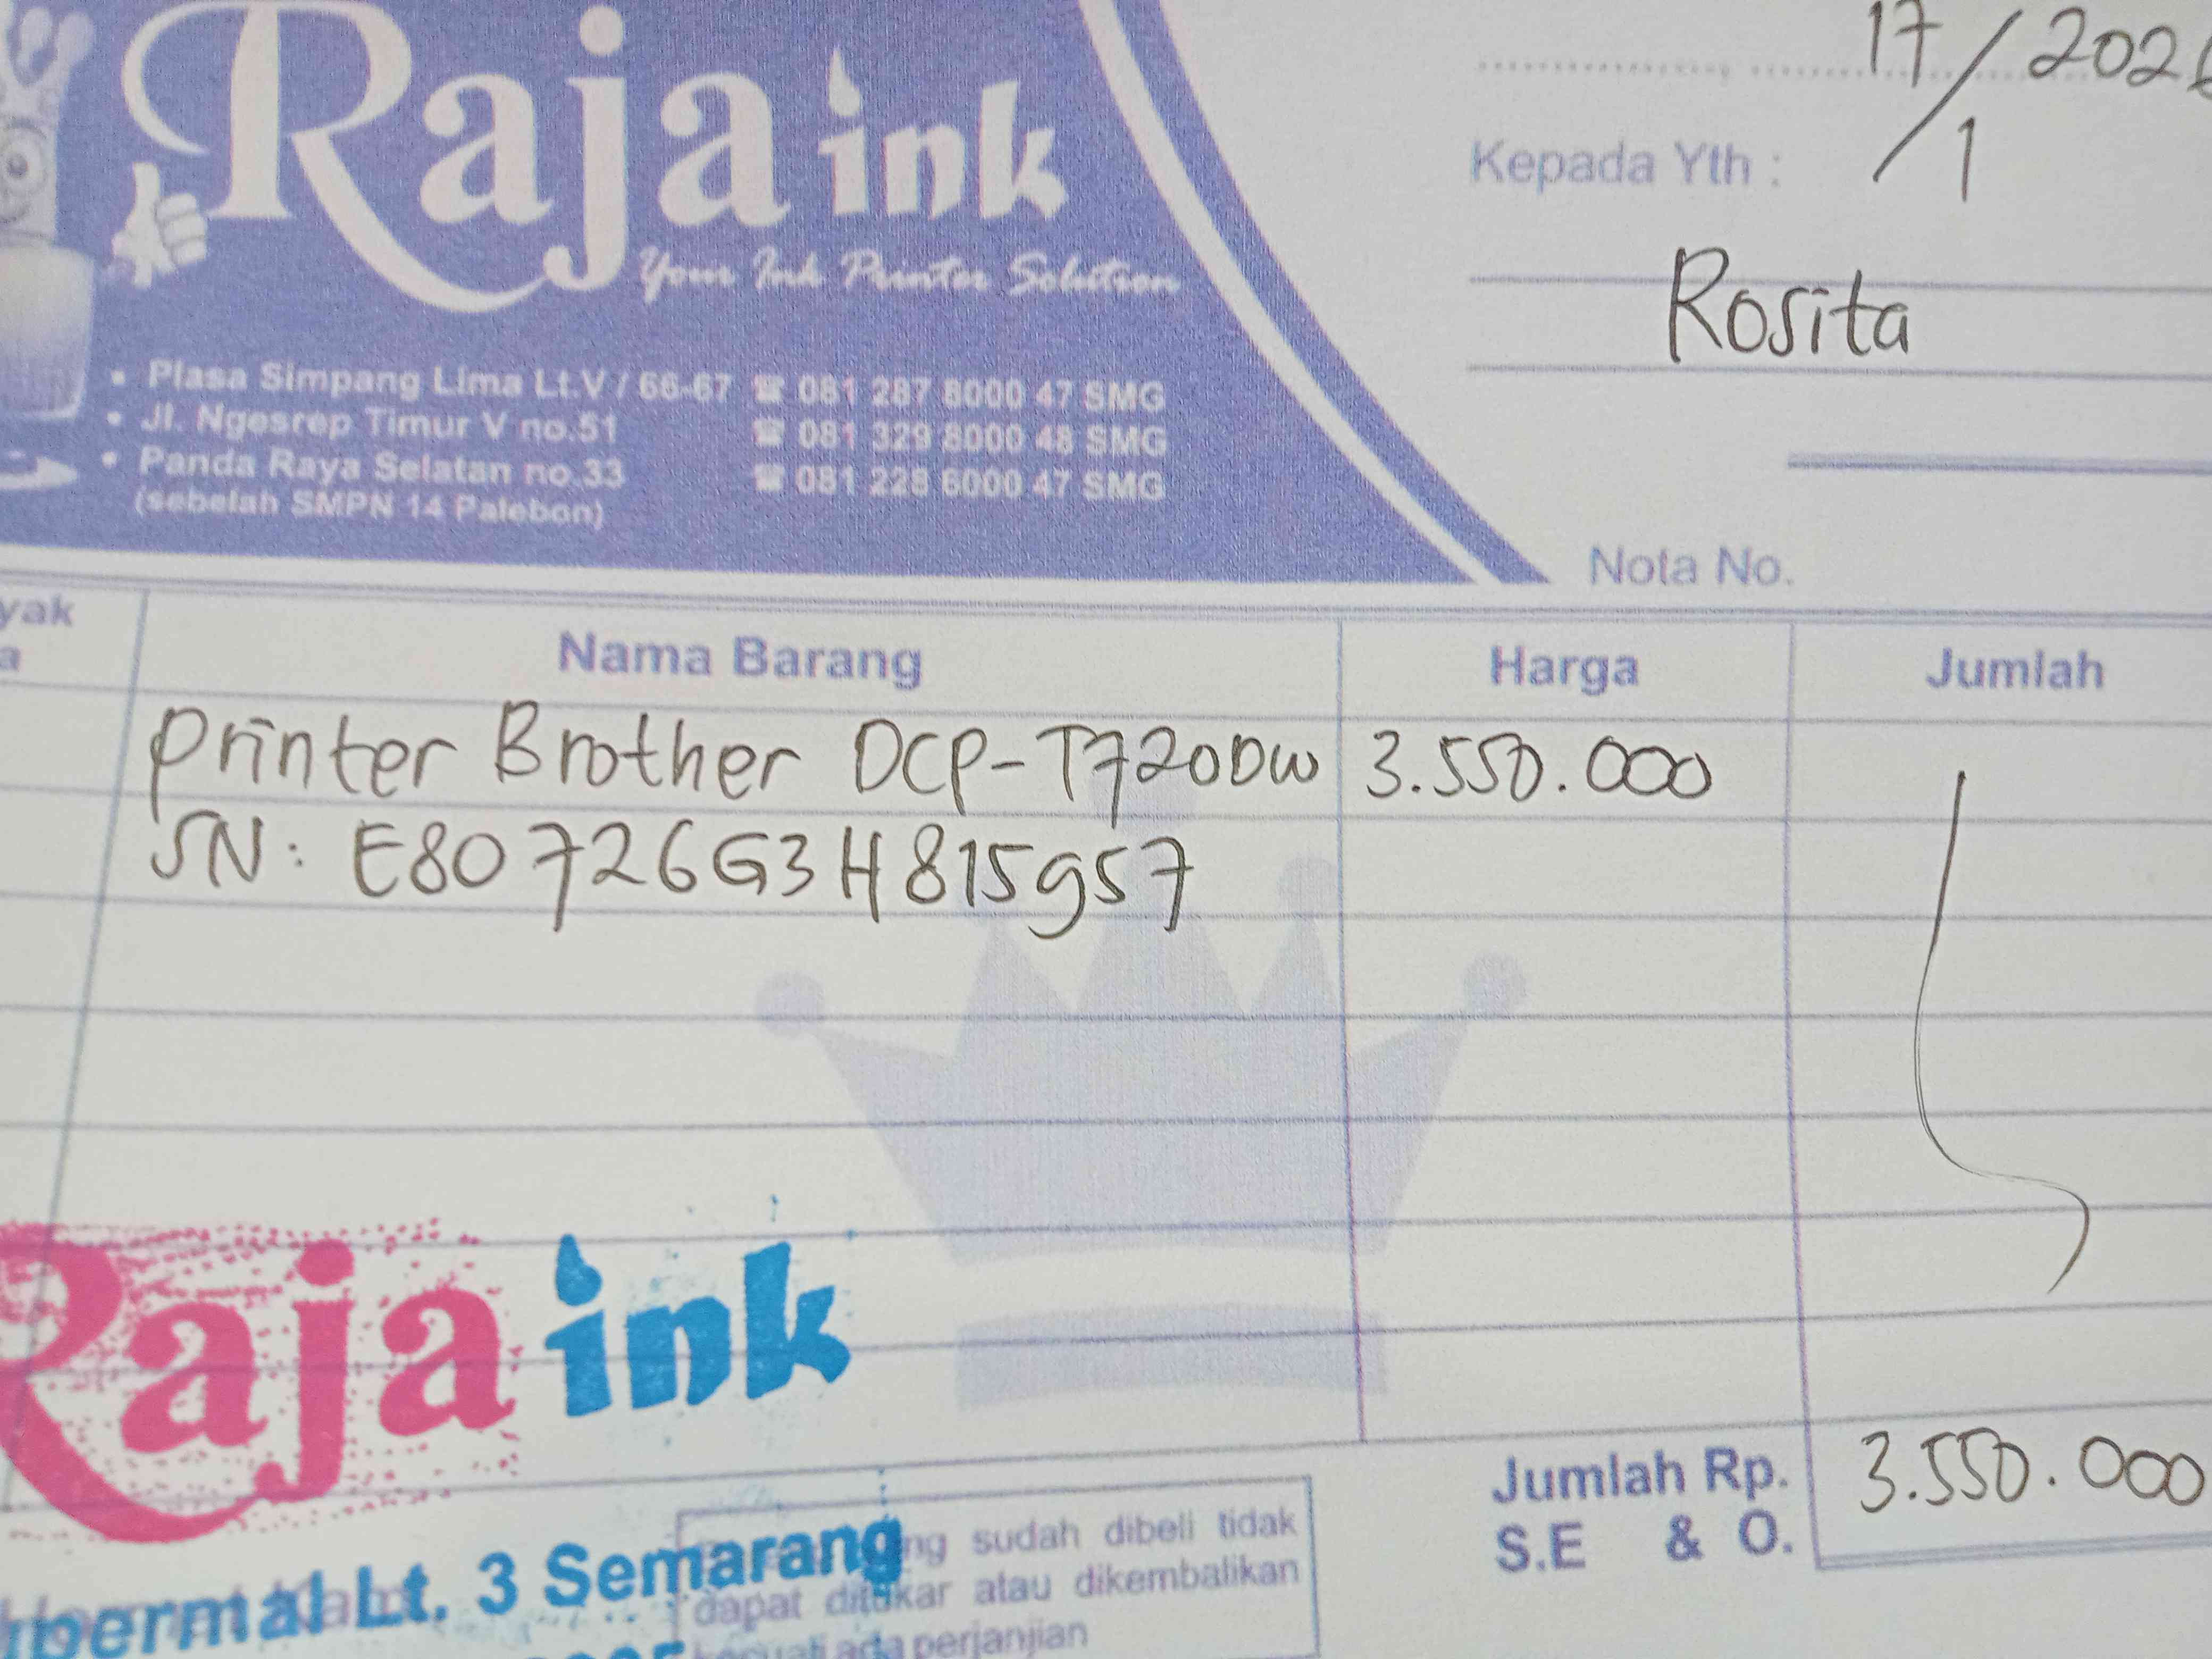 Raja ink
Your Ink Printer Solution
• Plasa Simpang Lima Lt.V / 66-67 ☎ 081 287 8000 47 SMG
• Jl. Ngesrep Timur V no.51 ☎ 081 329 8000 48 SMG
• Panda Raya Selatan no.33 ☎ 081 228 6000 47 SMG
(sebelah SMPN 14 Palebon)
17/1/2026
Kepada Yth :
Rosita
Nota No.
Nama Barang Harga Jumlah
Printer Brother DCP-T720DW 3.550.000
SN: E80726G3H815957
Raja ink
Lt. 3 Semarang
sudah dibeli tidak
dapat ditukar atau dikembalikan
ada perjanjian
Jumlah Rp. 3.550.000
S.E & O.